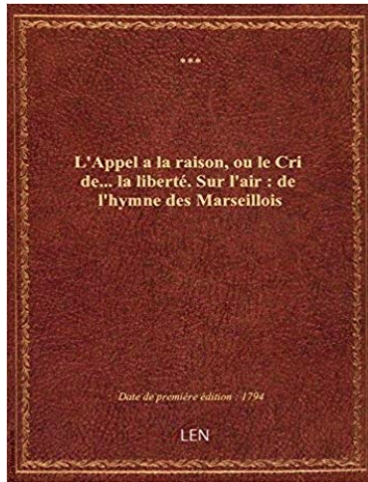 ***
L'Appel a la raison, ou le Cri
de... la liberté. Sur l'air : de
l'hymne des Marseillois
Date de première édition : 1794
LEN